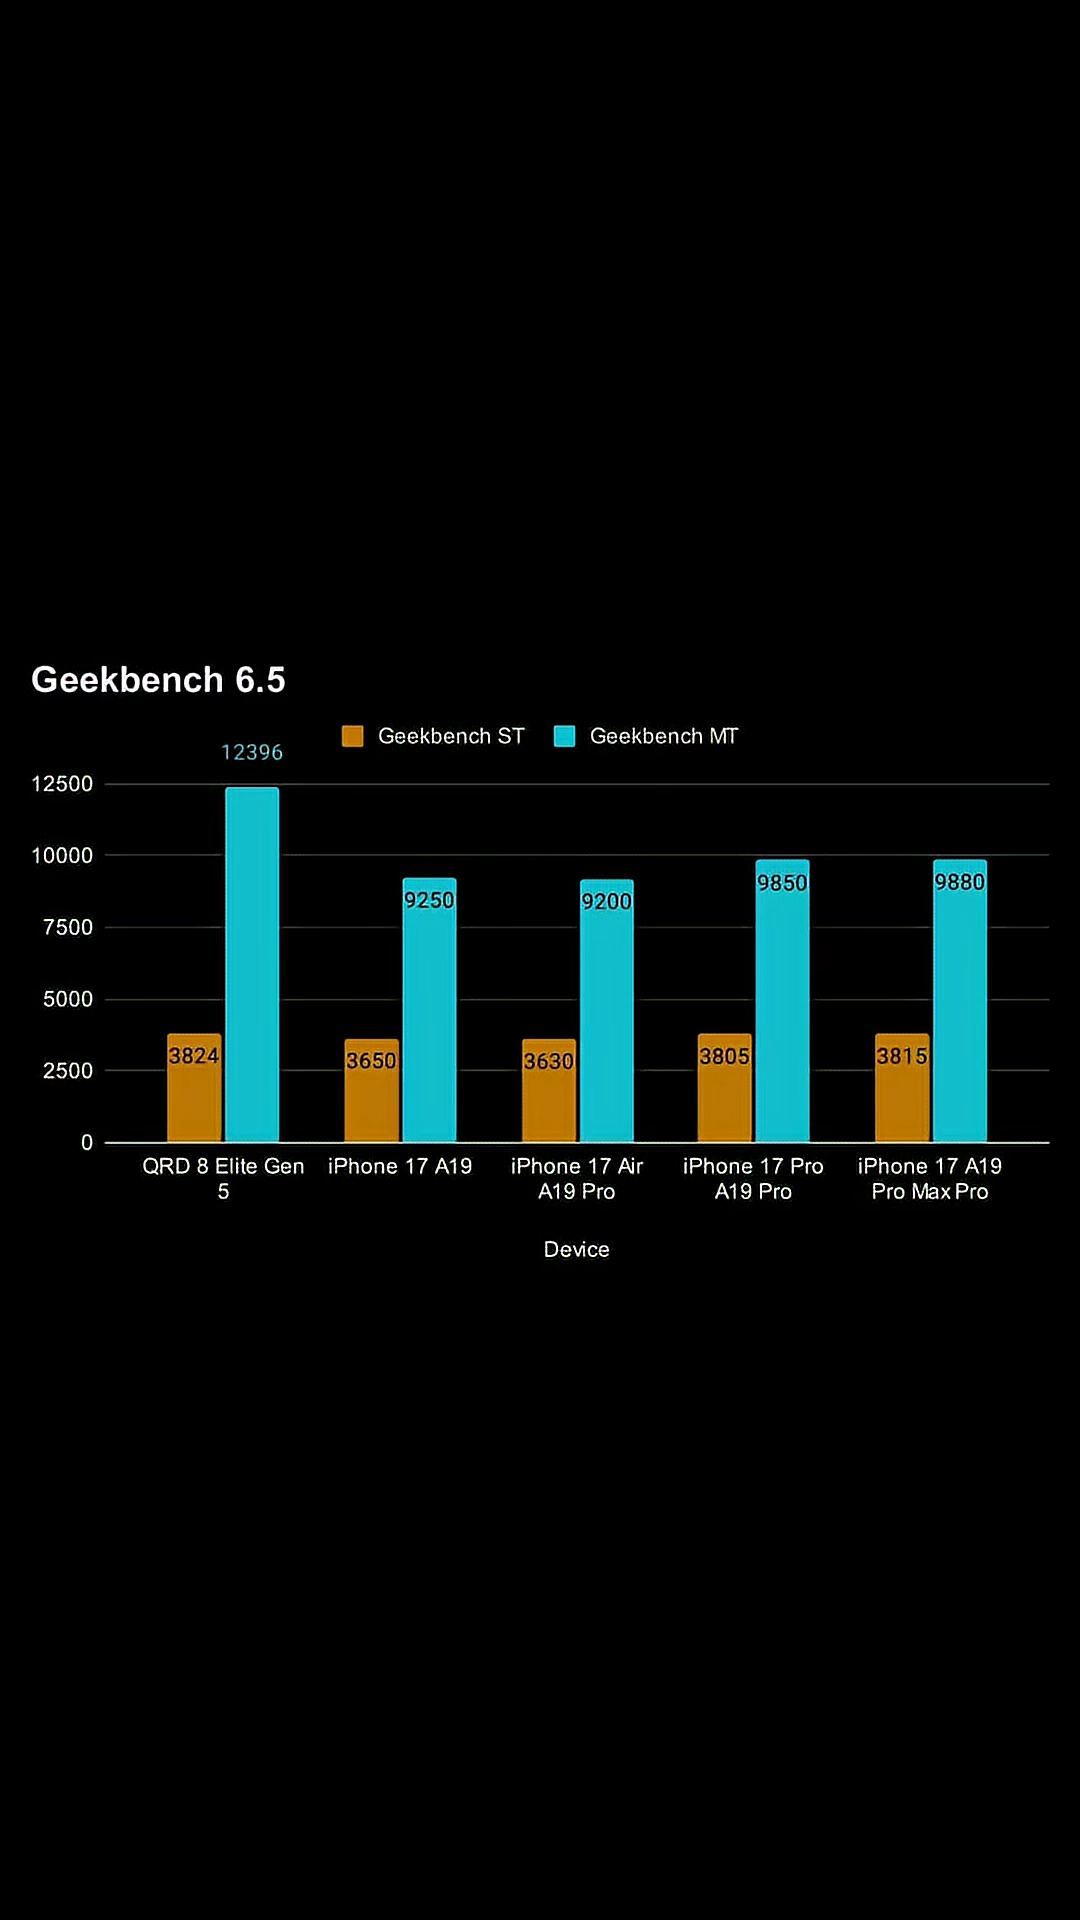 Geekbench 6.5
Geekbench ST Geekbench MT
12396
12500
10000
7500
5000
2500
0
9250
9200
9850
9880
3824
3650
3630
3805
3815
QRD 8 Elite Gen
5
iPhone 17 A19
iPhone 17 Air
A19 Pro
iPhone 17 Pro
A19 Pro
iPhone 17 A19
Pro Max Pro
Device